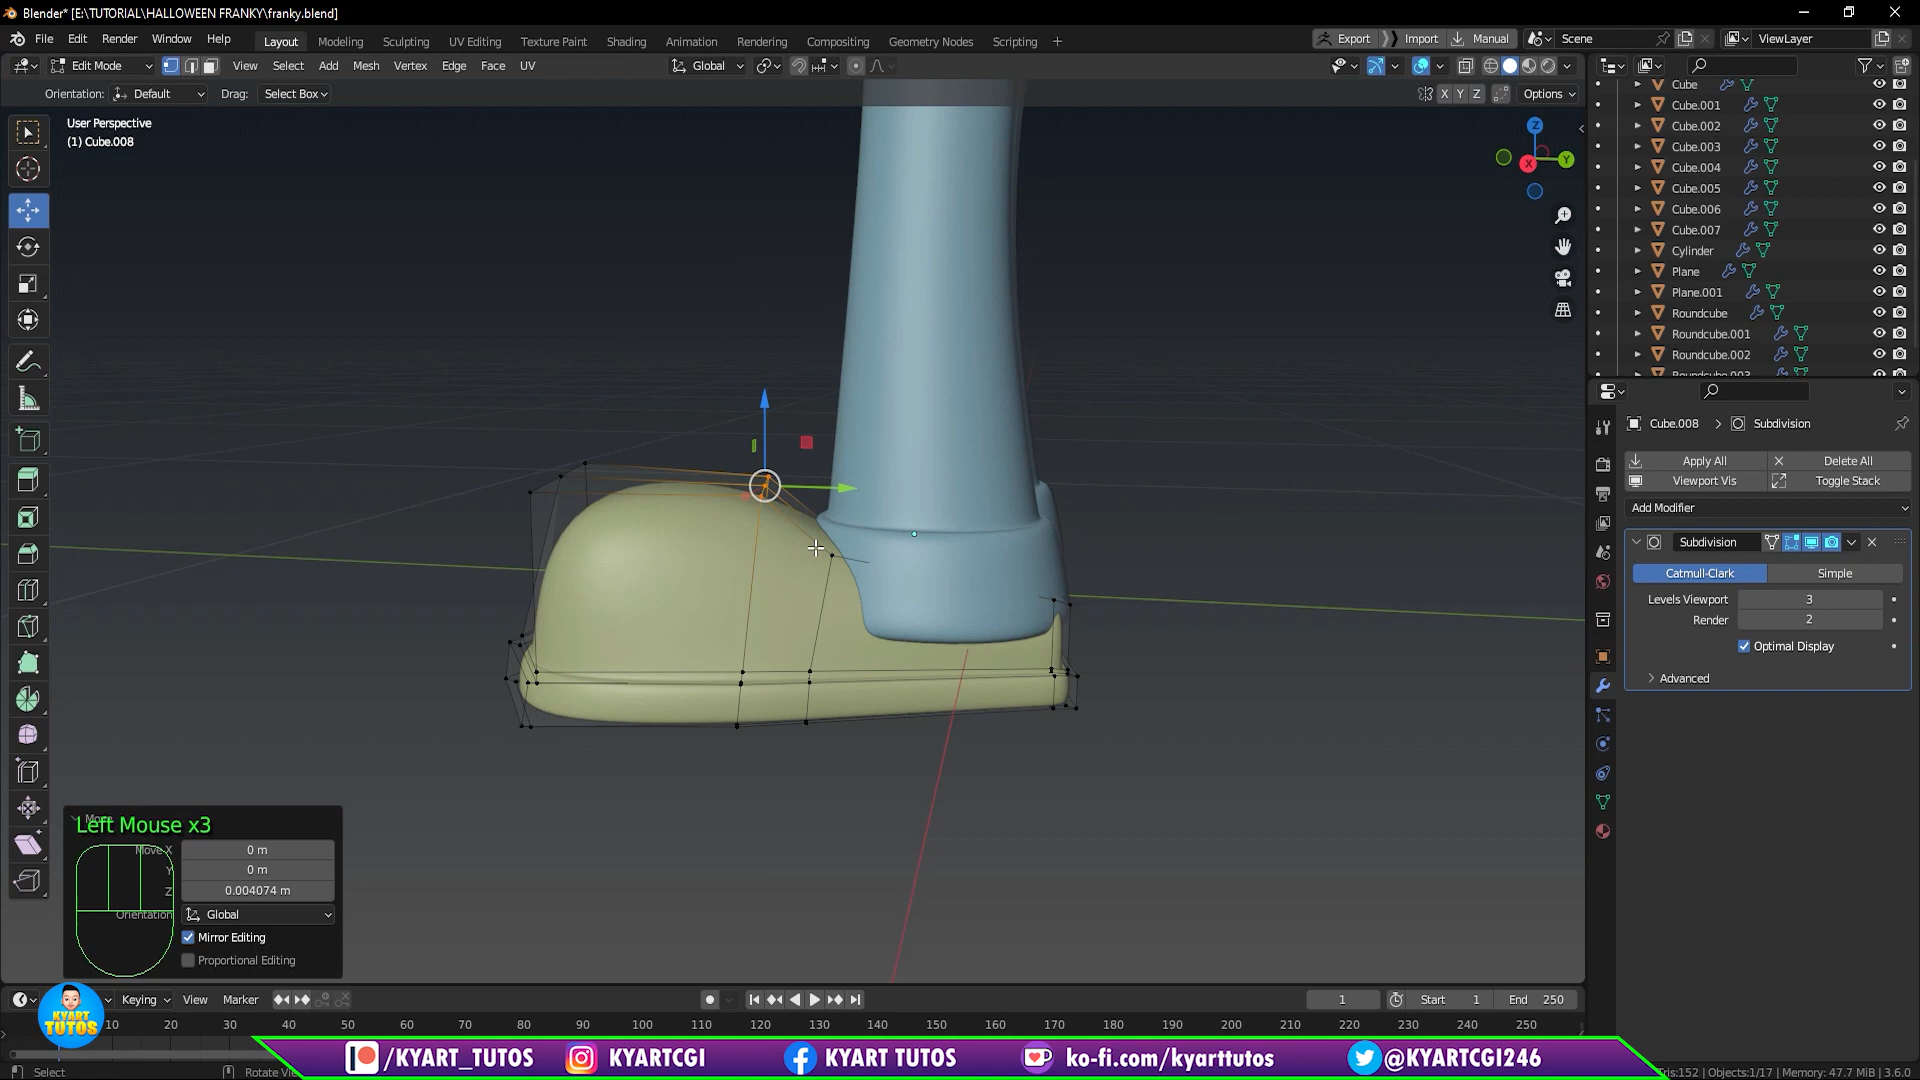 Blender* [E:\TUTORIAL\HALLOWEEN FRANKY\franky.blend]
File Edit Render Window Help
Layout Modeling Sculpting UV Editing Texture Paint Shading Animation Rendering Compositing Geometry Nodes Scripting +
Export Import Manual Scene ViewLayer
Edit Mode View Select Add Mesh Vertex Edge Face UV Global
Orientation: Default Drag: Select Box X Y Z Options
User Perspective
(1) Cube.008
Z
Y
X
Cube
Cube.001
Cube.002
Cube.003
Cube.004
Cube.005
Cube.006
Cube.007
Cylinder
Plane
Plane.001
Roundcube
Roundcube.001
Roundcube.002
Roundcube.003
Cube.008 > Subdivision
Apply All Delete All
Viewport Vis Toggle Stack
Add Modifier
Subdivision
Catmull-Clark Simple
Levels Viewport 3
Render 2
Optimal Display
Advanced
Move
Left Mouse x3
Move X 0 m
Y 0 m
Z 0.004074 m
Orientation Global
Mirror Editing
Proportional Editing
Keying View Marker 1 Start 1 End 250
10 20 30 40 50 60 70 80 90 100 110 120 130 140 150 160 170 180 190 200 210 220 230 240 250
KYART TUTOS
/KYART_TUTOS KYARTCGI KYART TUTOS ko-fi.com/kyarttutos @KYARTCGI246
Select Rotate Vie
Tris:152 | Objects:1/17 | Memory: 47.7 MiB | 3.6.0